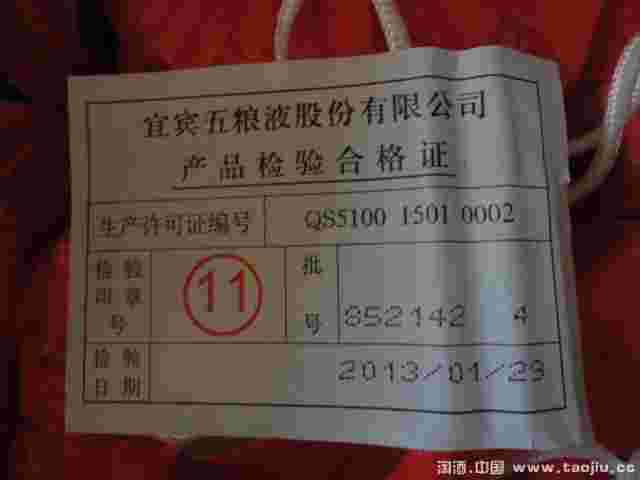 宜宾五粮液股份有限公司
产品检验合格证
生产许可证编号 QS5100 1501 0002
检验印章号 11 批号 852142 4
检验日期 2013/01/29
淘酒.中国 www.taojiu.cc